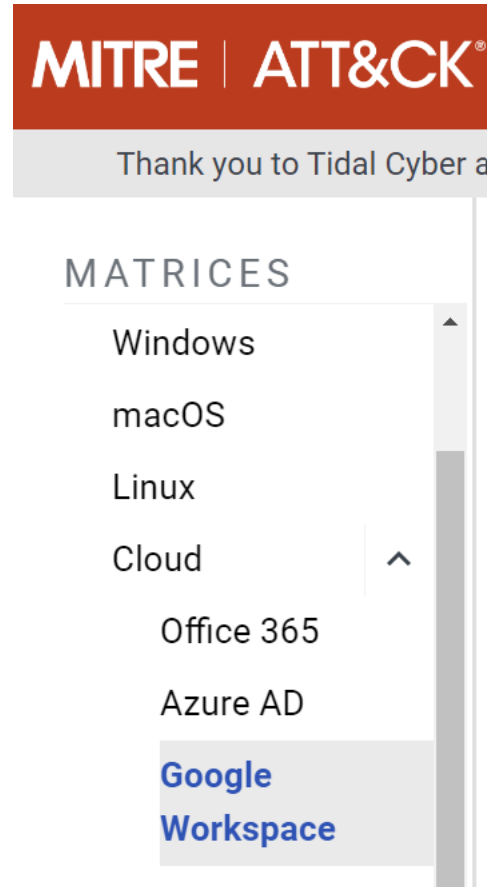 MITRE | ATT&CK®
Thank you to Tidal Cyber a
MATRICES
Windows
macOS
Linux
Cloud
Office 365
Azure AD
Google
Workspace